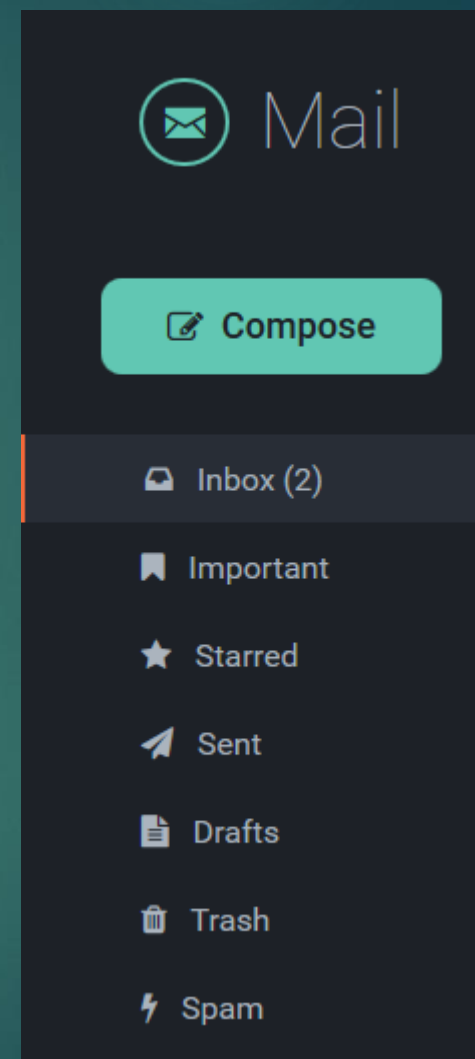 Mail
Compose
Inbox (2)
Important
Starred
Sent
Drafts
Trash
Spam